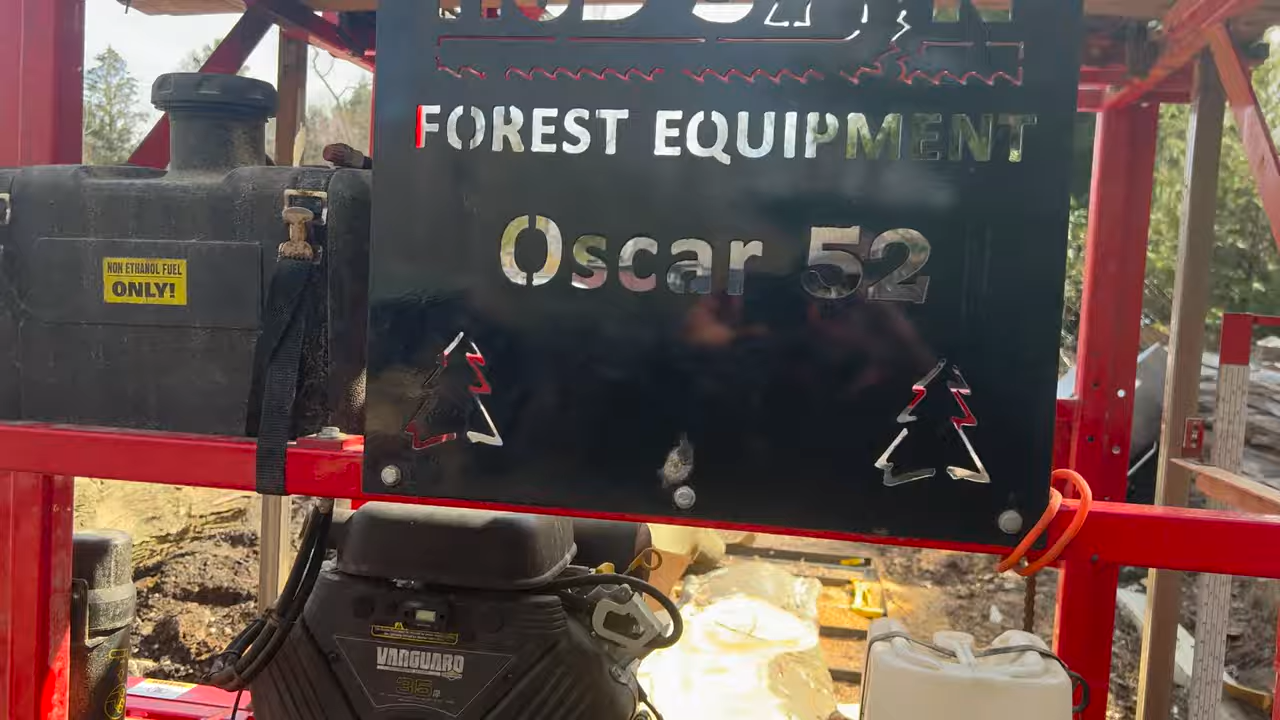 FOREST EQUIPMENT
Oscar 52
NON ETHANOL FUEL
ONLY!
VANGUARD
35